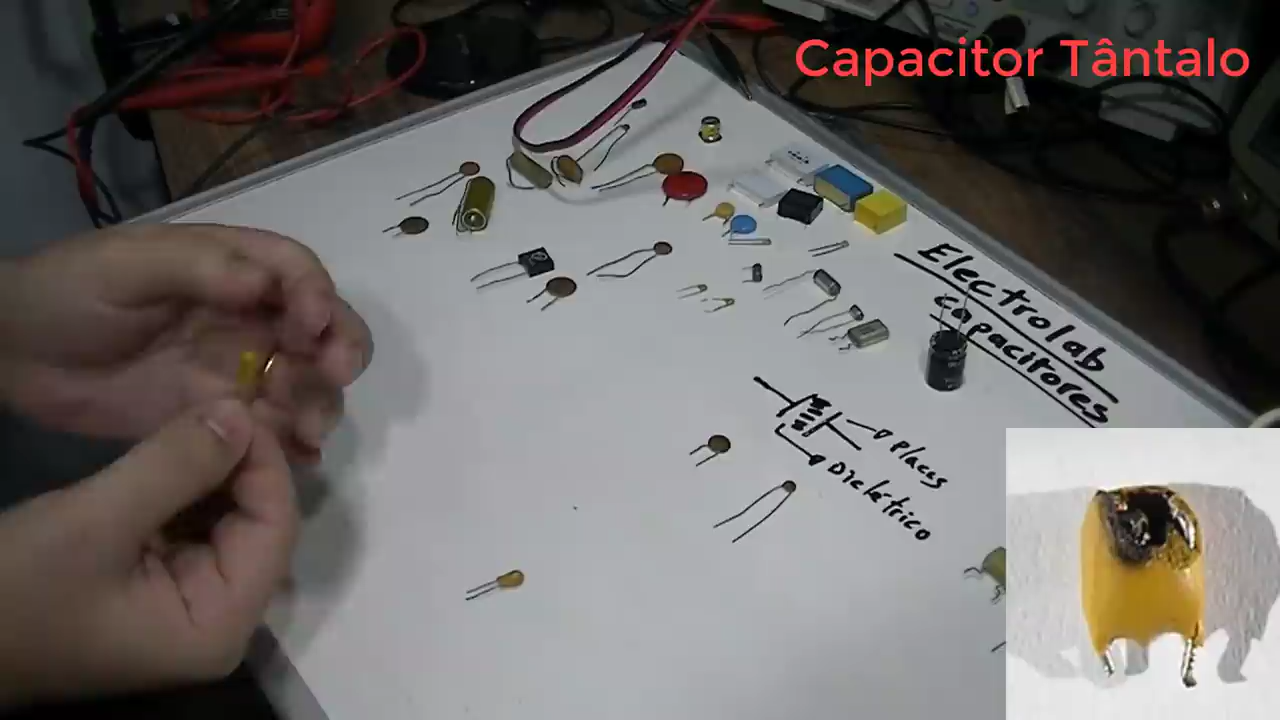 Capacitor Tântalo
Electrolab
capacitores
Placas
Dielétrico